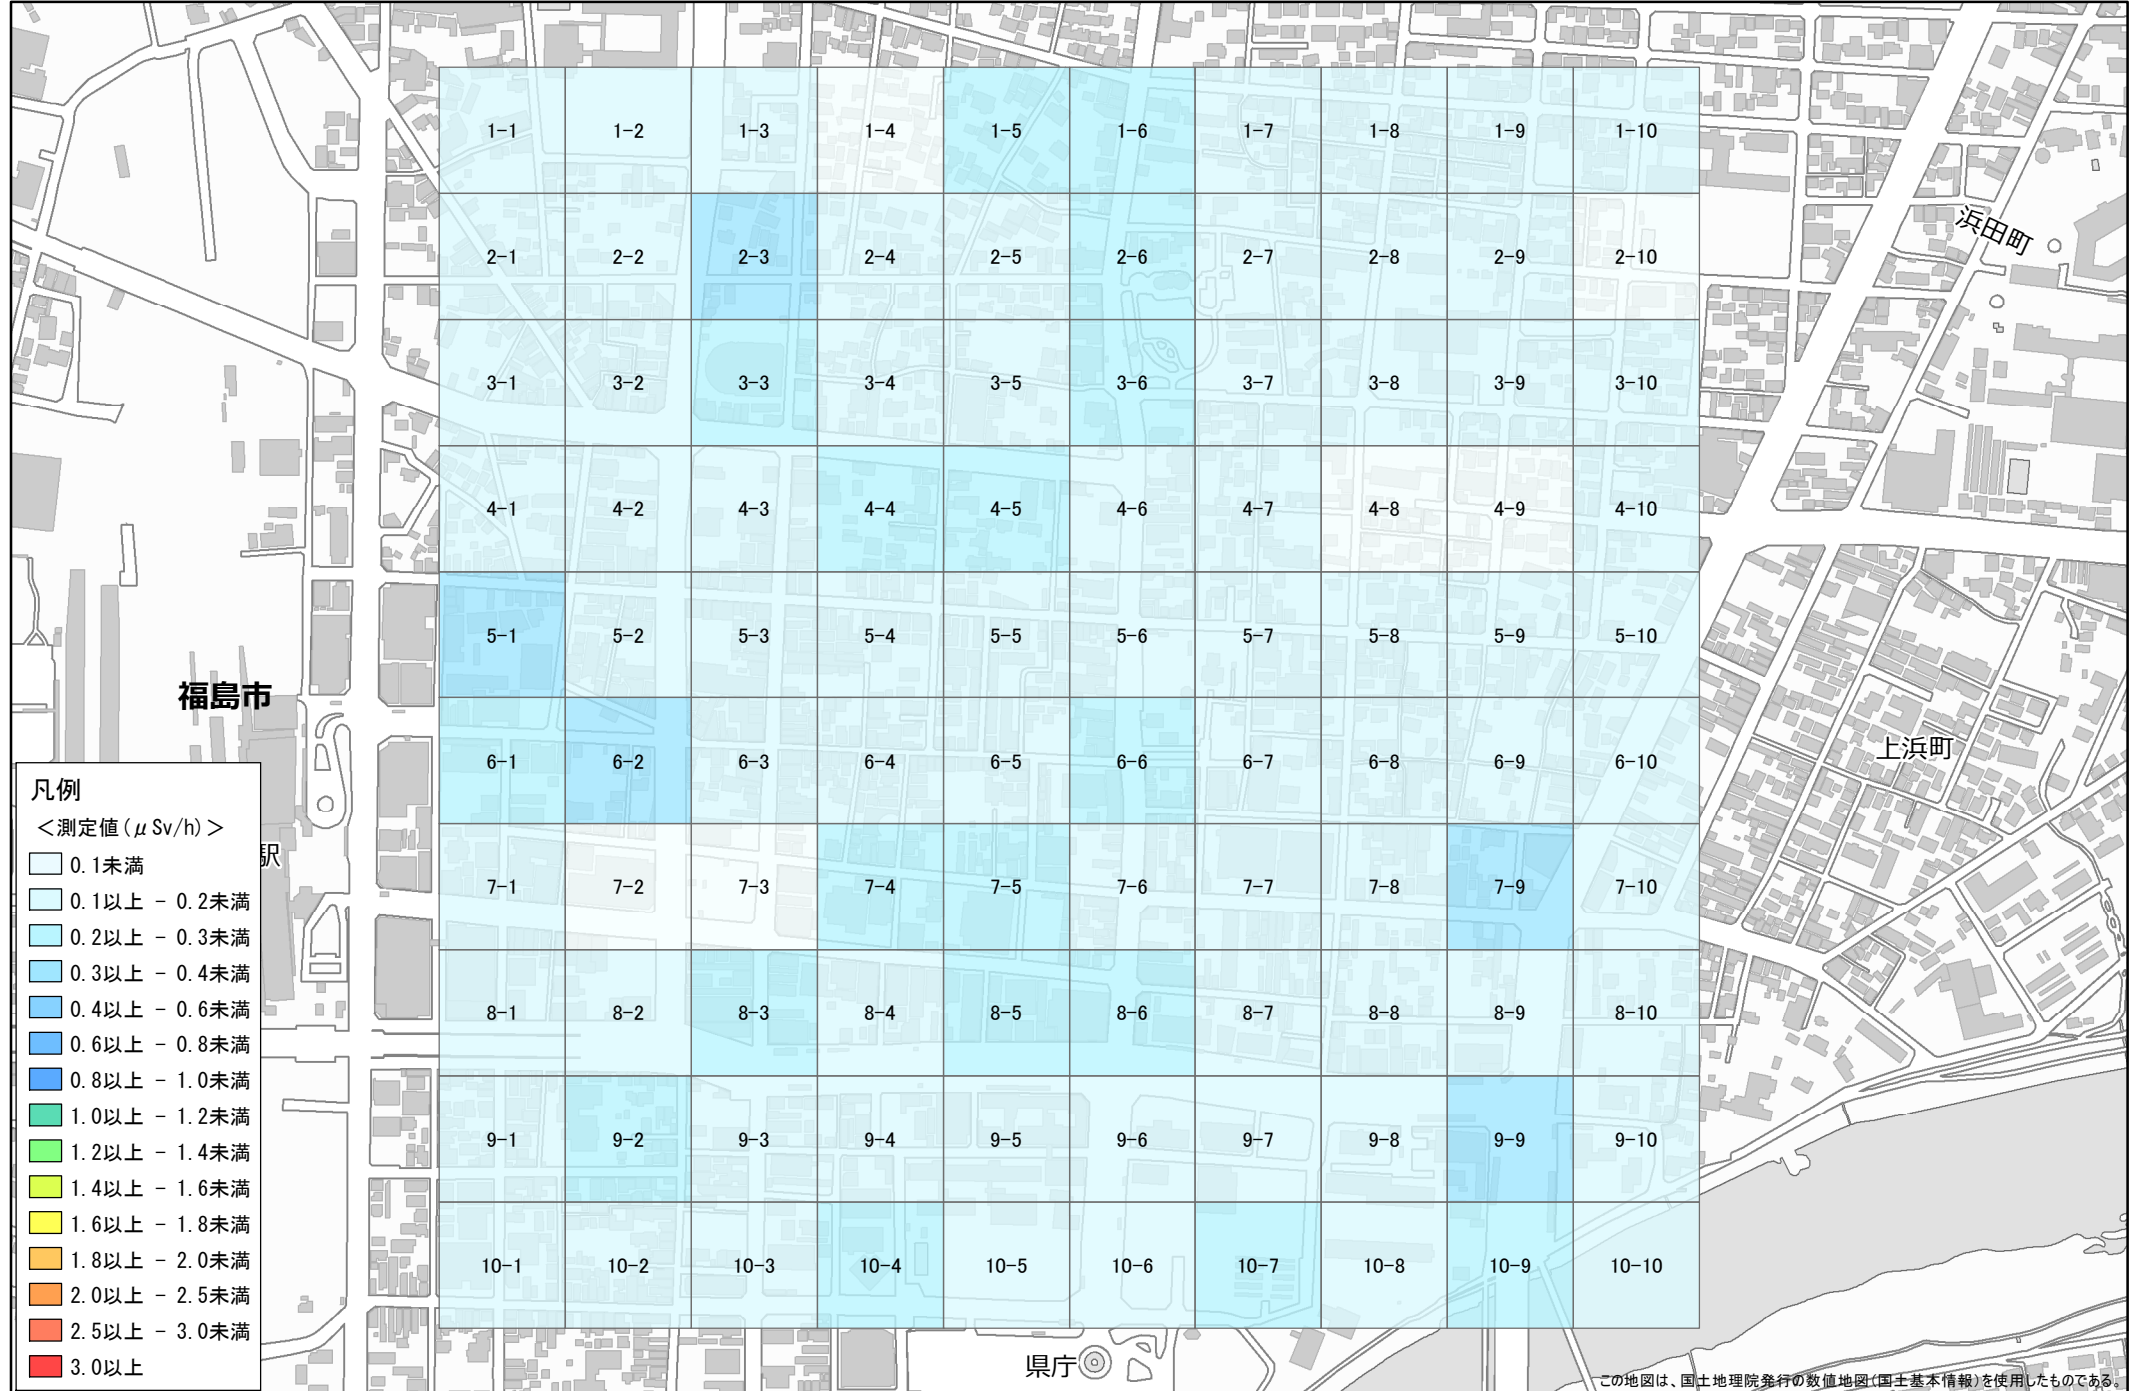 1-1 1-2 1-3 1-4 1-5 1-6 1-7 1-8 1-9 1-10
浜田町
2-1 2-2 2-3 2-4 2-5 2-6 2-7 2-8 2-9 2-10
3-1 3-2 3-3 3-4 3-5 3-6 3-7 3-8 3-9 3-10
4-1 4-2 4-3 4-4 4-5 4-6 4-7 4-8 4-9 4-10
5-1 5-2 5-3 5-4 5-5 5-6 5-7 5-8 5-9 5-10
福島市
上浜町
6-1 6-2 6-3 6-4 6-5 6-6 6-7 6-8 6-9 6-10
駅
7-1 7-2 7-3 7-4 7-5 7-6 7-7 7-8 7-9 7-10
8-1 8-2 8-3 8-4 8-5 8-6 8-7 8-8 8-9 8-10
9-1 9-2 9-3 9-4 9-5 9-6 9-7 9-8 9-9 9-10
10-1 10-2 10-3 10-4 10-5 10-6 10-7 10-8 10-9 10-10
県庁
凡例
＜測定値(μSv/h)＞
0.1未満
0.1以上 - 0.2未満
0.2以上 - 0.3未満
0.3以上 - 0.4未満
0.4以上 - 0.6未満
0.6以上 - 0.8未満
0.8以上 - 1.0未満
1.0以上 - 1.2未満
1.2以上 - 1.4未満
1.4以上 - 1.6未満
1.6以上 - 1.8未満
1.8以上 - 2.0未満
2.0以上 - 2.5未満
2.5以上 - 3.0未満
3.0以上
この地図は、国土地理院発行の数値地図(国土基本情報)を使用したものである。